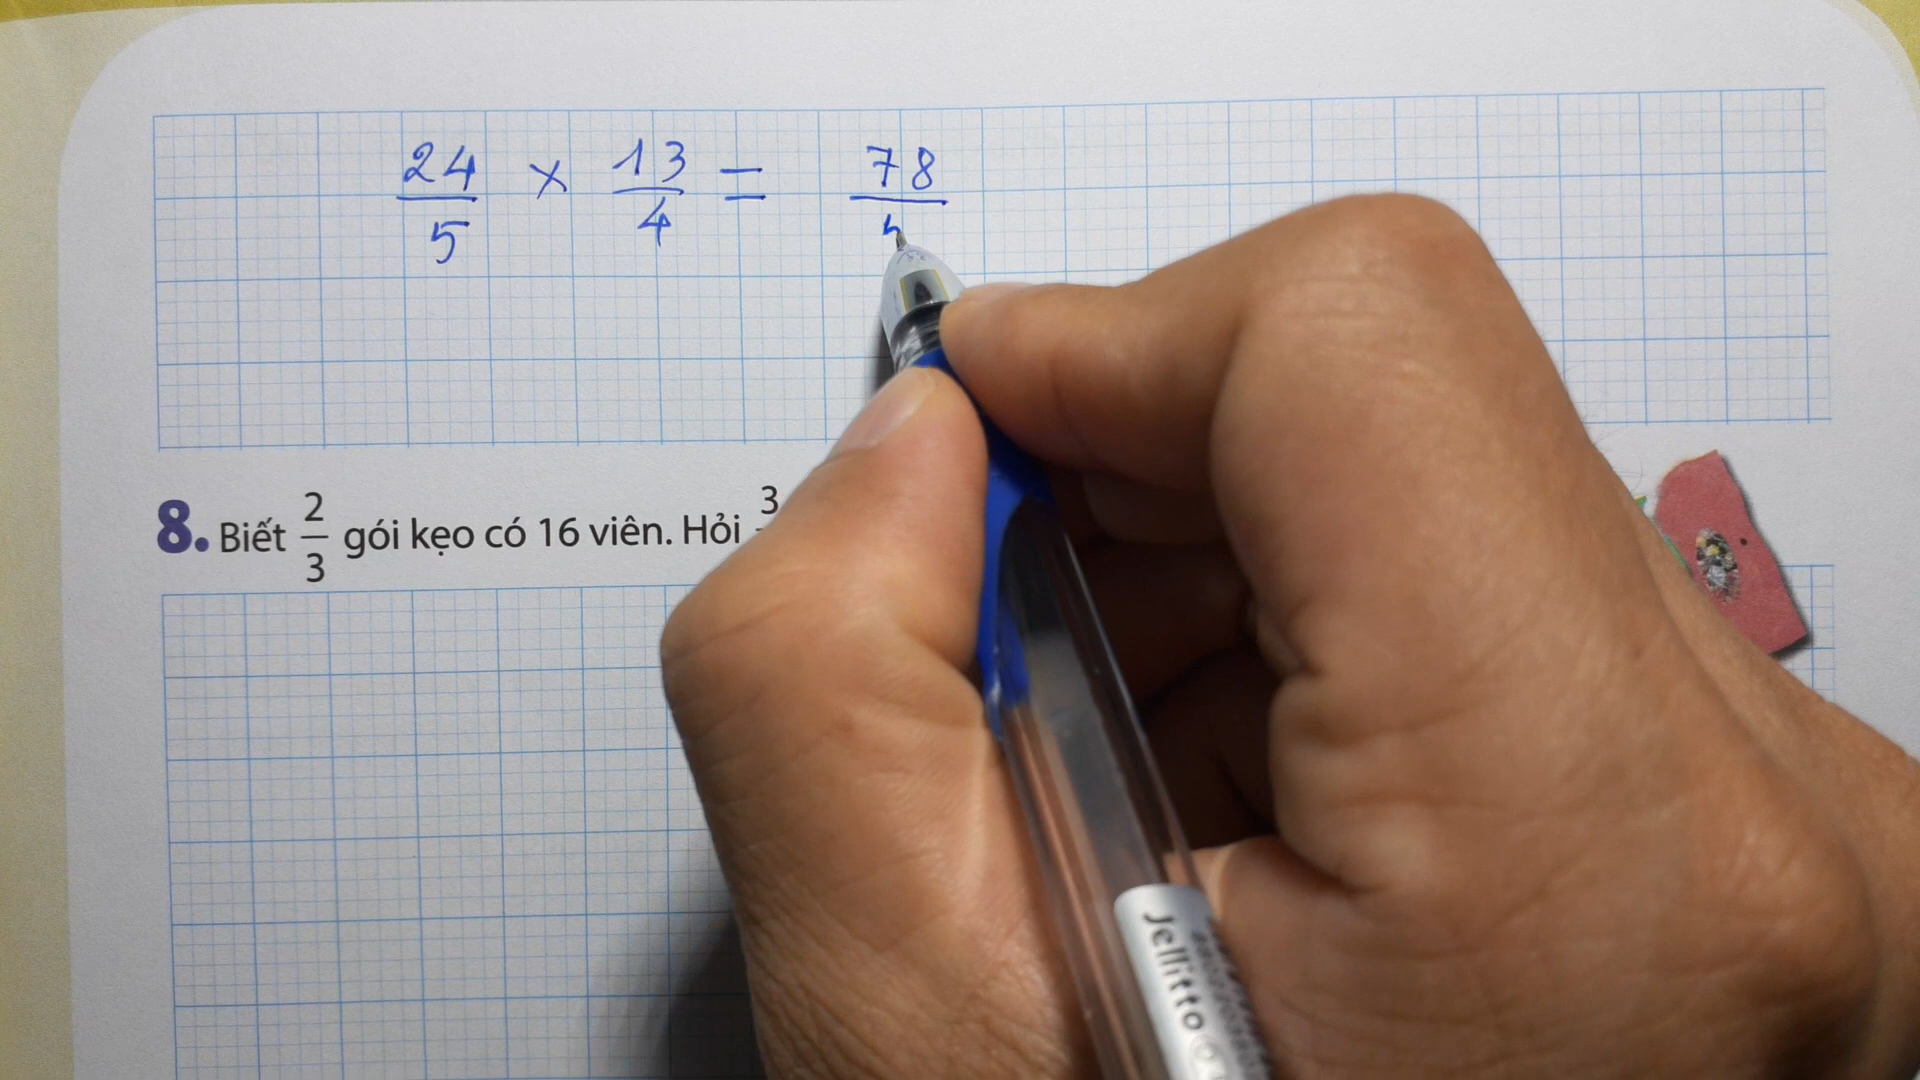 24/5 × 13/4 = 78/
8. Biết 2/3 gói kẹo có 16 viên. Hỏi 3
Jellitto